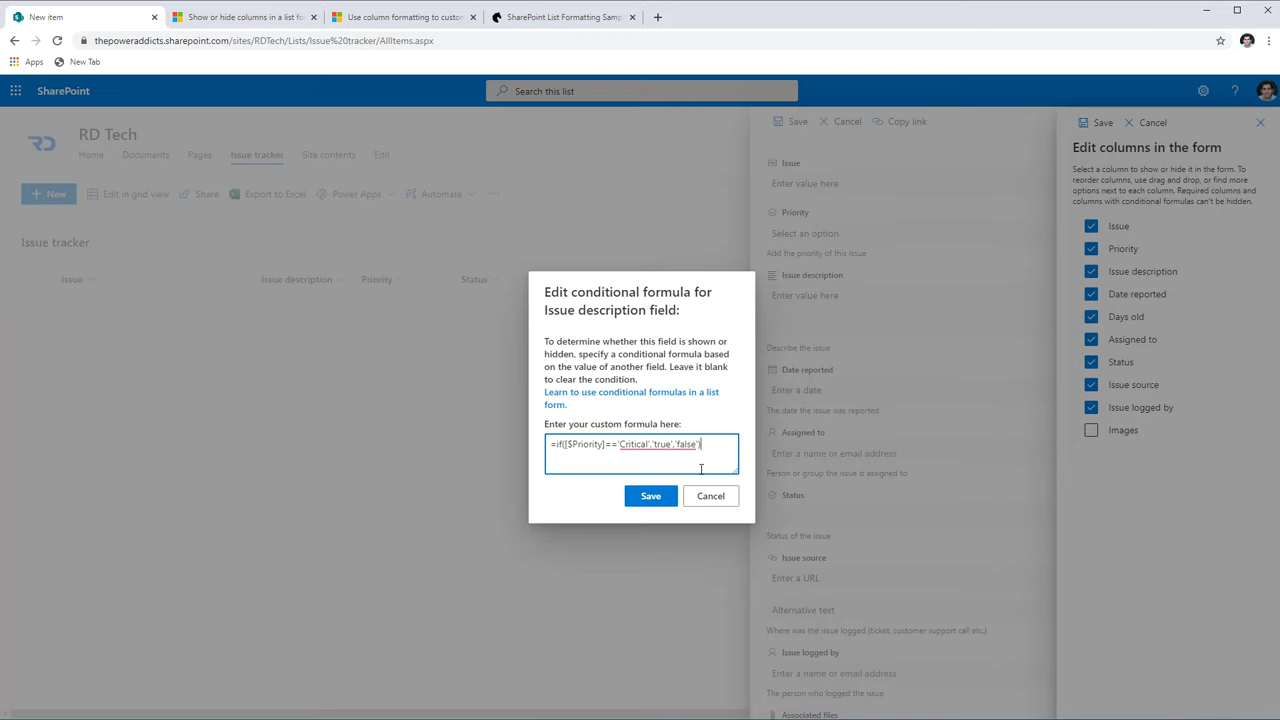 New item
Show or hide columns in a list fo
Use column formatting to custo
SharePoint List Formatting Samp
thepoweraddicts.sharepoint.com/sites/RDTech/Lists/Issue%20tracker/AllItems.aspx
Apps
New Tab
SharePoint
Search this list
RD
RD Tech
Home
Documents
Pages
Issue tracker
Site contents
Edit
New
Edit in grid view
Share
Export to Excel
Power Apps
Automate
Issue tracker
Issue
Issue description
Priority
Status
Save
Cancel
Copy link
Issue
Enter value here
Priority
Select an option
Add the priority of this issue
Issue description
Enter value here
Describe the issue
Date reported
Enter a date
The date the issue was reported
Assigned to
Enter a name or email address
Person or group the issue is assigned to
Status
Status of the issue
Issue source
Enter a URL
Alternative text
Where was the issue logged (ticket, customer support call etc.)
Issue logged by
Enter a name or email address
The person who logged the issue
Associated files
Edit conditional formula for
Issue description field:
To determine whether this field is shown or
hidden, specify a conditional formula based
on the value of another field. Leave it blank
to clear the condition.
Learn to use conditional formulas in a list
form.
Enter your custom formula here:
=if([$Priority]=='Critical','true','false')
Save
Cancel
Save
Cancel
Edit columns in the form
Select a column to show or hide it in the form. To
reorder columns, use drag and drop, or find more
options next to each column. Required columns and
columns with conditional formulas can't be hidden.
Issue
Priority
Issue description
Date reported
Days old
Assigned to
Status
Issue source
Issue logged by
Images